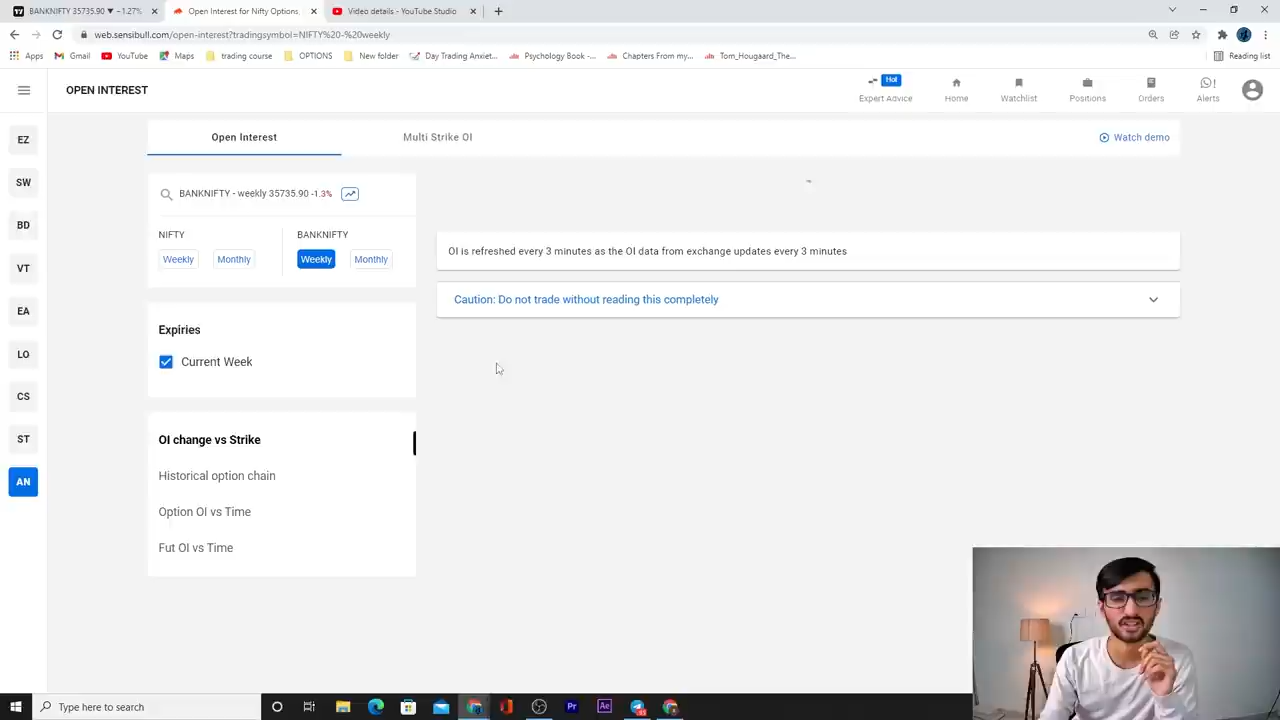 BANKNIFTY 35735.90 ▼ −1.27%
Open Interest for Nifty Options,
Video details - YouTube Studio
web.sensibull.com/open-interest?tradingsymbol=NIFTY%20-%20weekly
Apps
Gmail
YouTube
Maps
trading course
OPTIONS
New folder
Day Trading Anxiet...
Psychology Book -...
Chapters From my...
Tom_Hougaard_The...
Reading list
OPEN INTEREST
Hot
Expert Advice
Home
Watchlist
Positions
Orders
Alerts
EZ
SW
BD
VT
EA
LO
CS
ST
AN
Open Interest
Multi Strike OI
Watch demo
BANKNIFTY - weekly 35735.90 -1.3%
NIFTY
BANKNIFTY
Weekly
Monthly
Weekly
Monthly
OI is refreshed every 3 minutes as the OI data from exchange updates every 3 minutes
Caution: Do not trade without reading this completely
Expiries
Current Week
OI change vs Strike
Historical option chain
Option OI vs Time
Fut OI vs Time
Type here to search
Pr
Ae